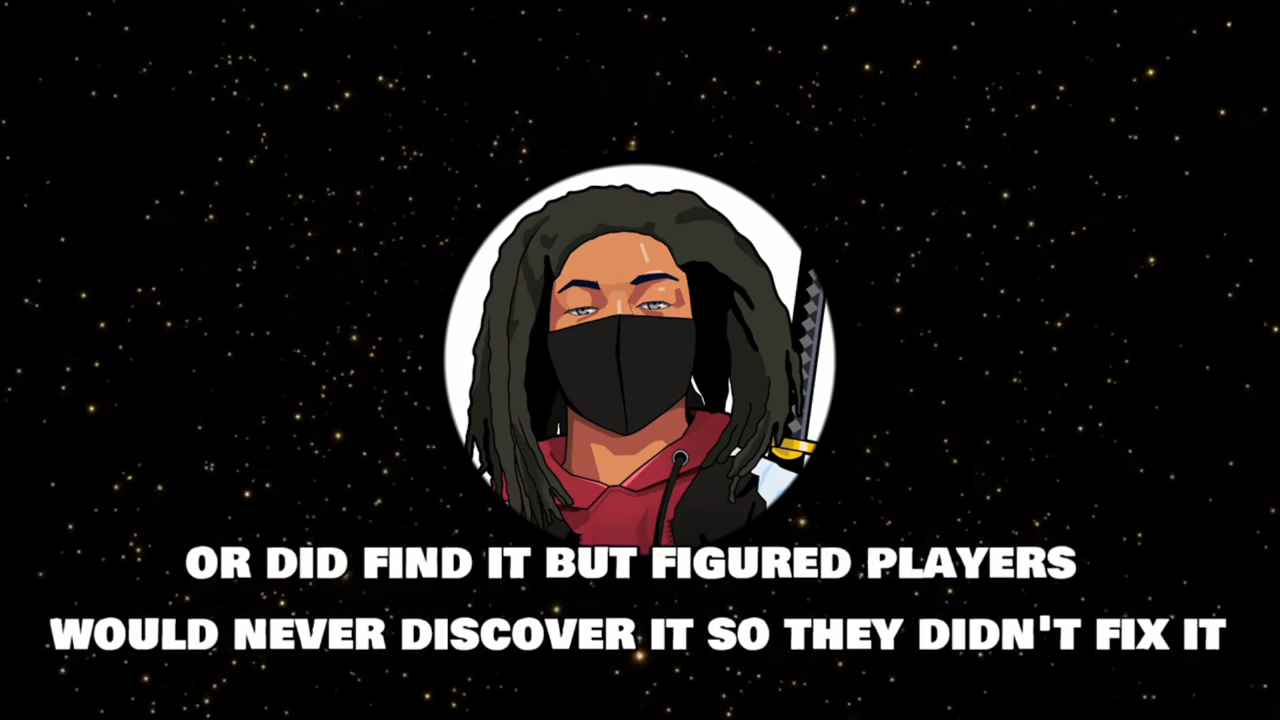 OR DID FIND IT BUT FIGURED PLAYERS
WOULD NEVER DISCOVER IT SO THEY DIDN'T FIX IT